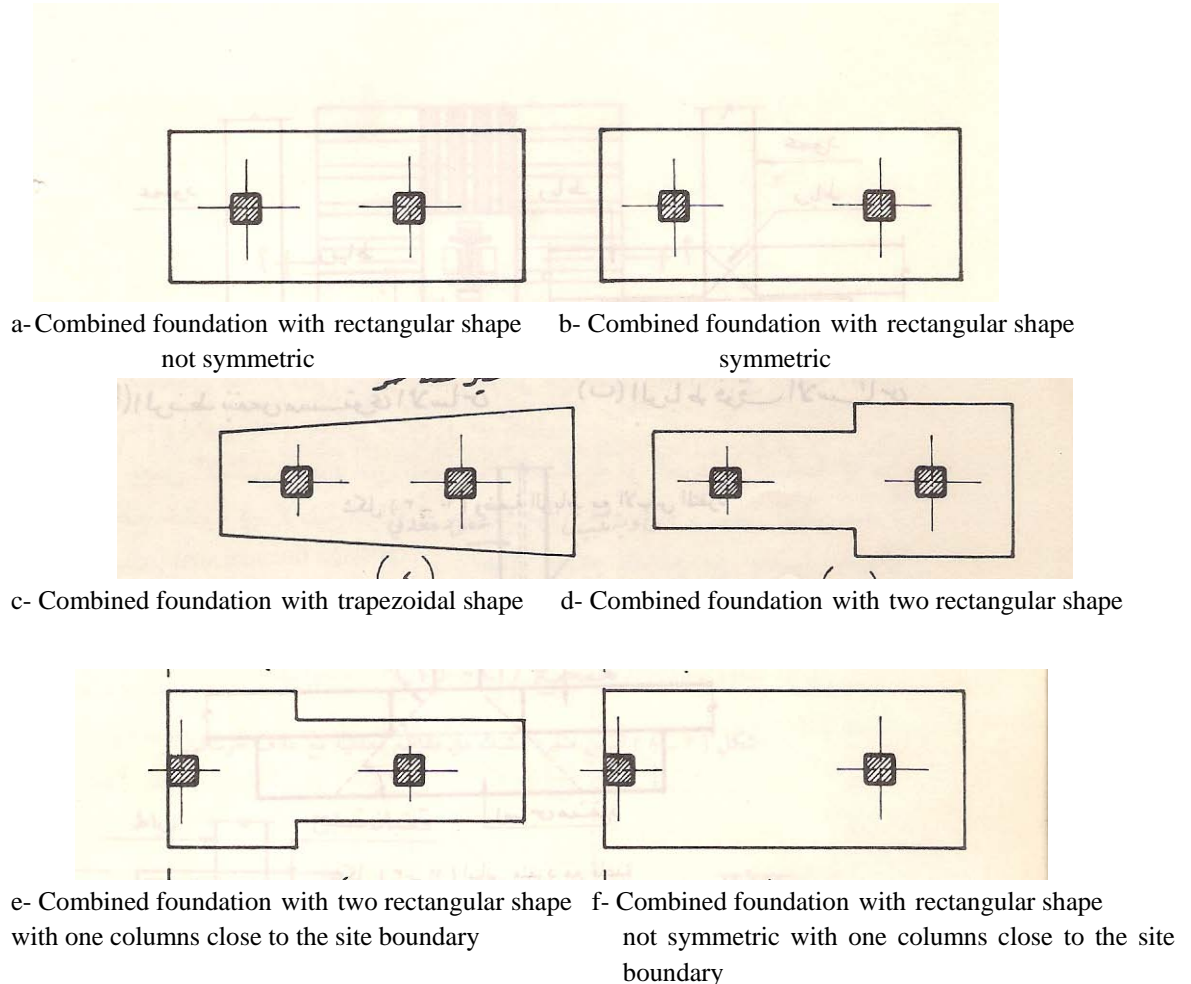 a- Combined foundation with rectangular shape
not symmetric
b- Combined foundation with rectangular shape
symmetric
c- Combined foundation with trapezoidal shape
d- Combined foundation with two rectangular shape
e- Combined foundation with two rectangular shape
with one columns close to the site boundary
f- Combined foundation with rectangular shape
not symmetric with one columns close to the site
boundary